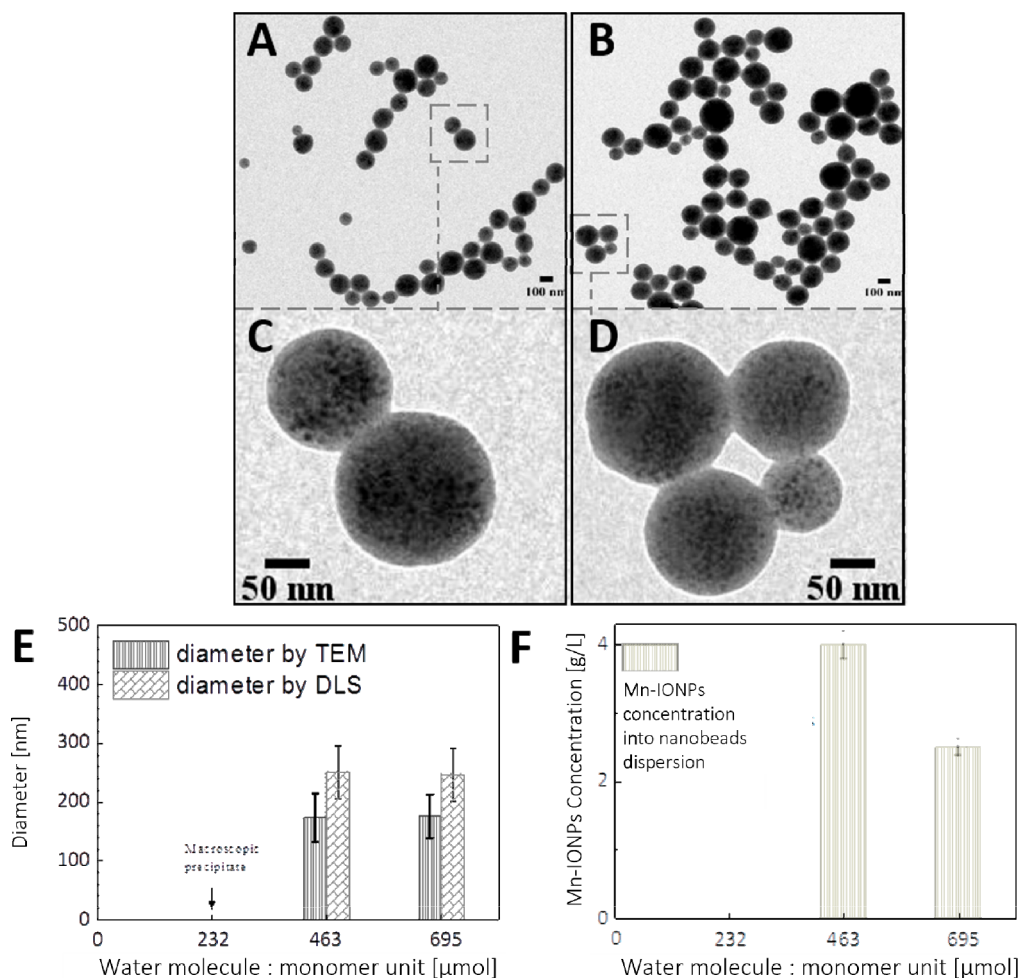 A
B
100 nm
100 nm
C
D
50 nm
50 nm
E
500
400
300
200
100
0
Diameter [nm]
diameter by TEM
diameter by DLS
Macroscopic
precipitate
0
232
463
695
Water molecule : monomer unit [µmol]
F
4
2
0
Mn-IONPs Concentration [g/L]
Mn-IONPs
concentration
into nanobeads
dispersion
0
232
463
695
Water molecule : monomer unit [µmol]